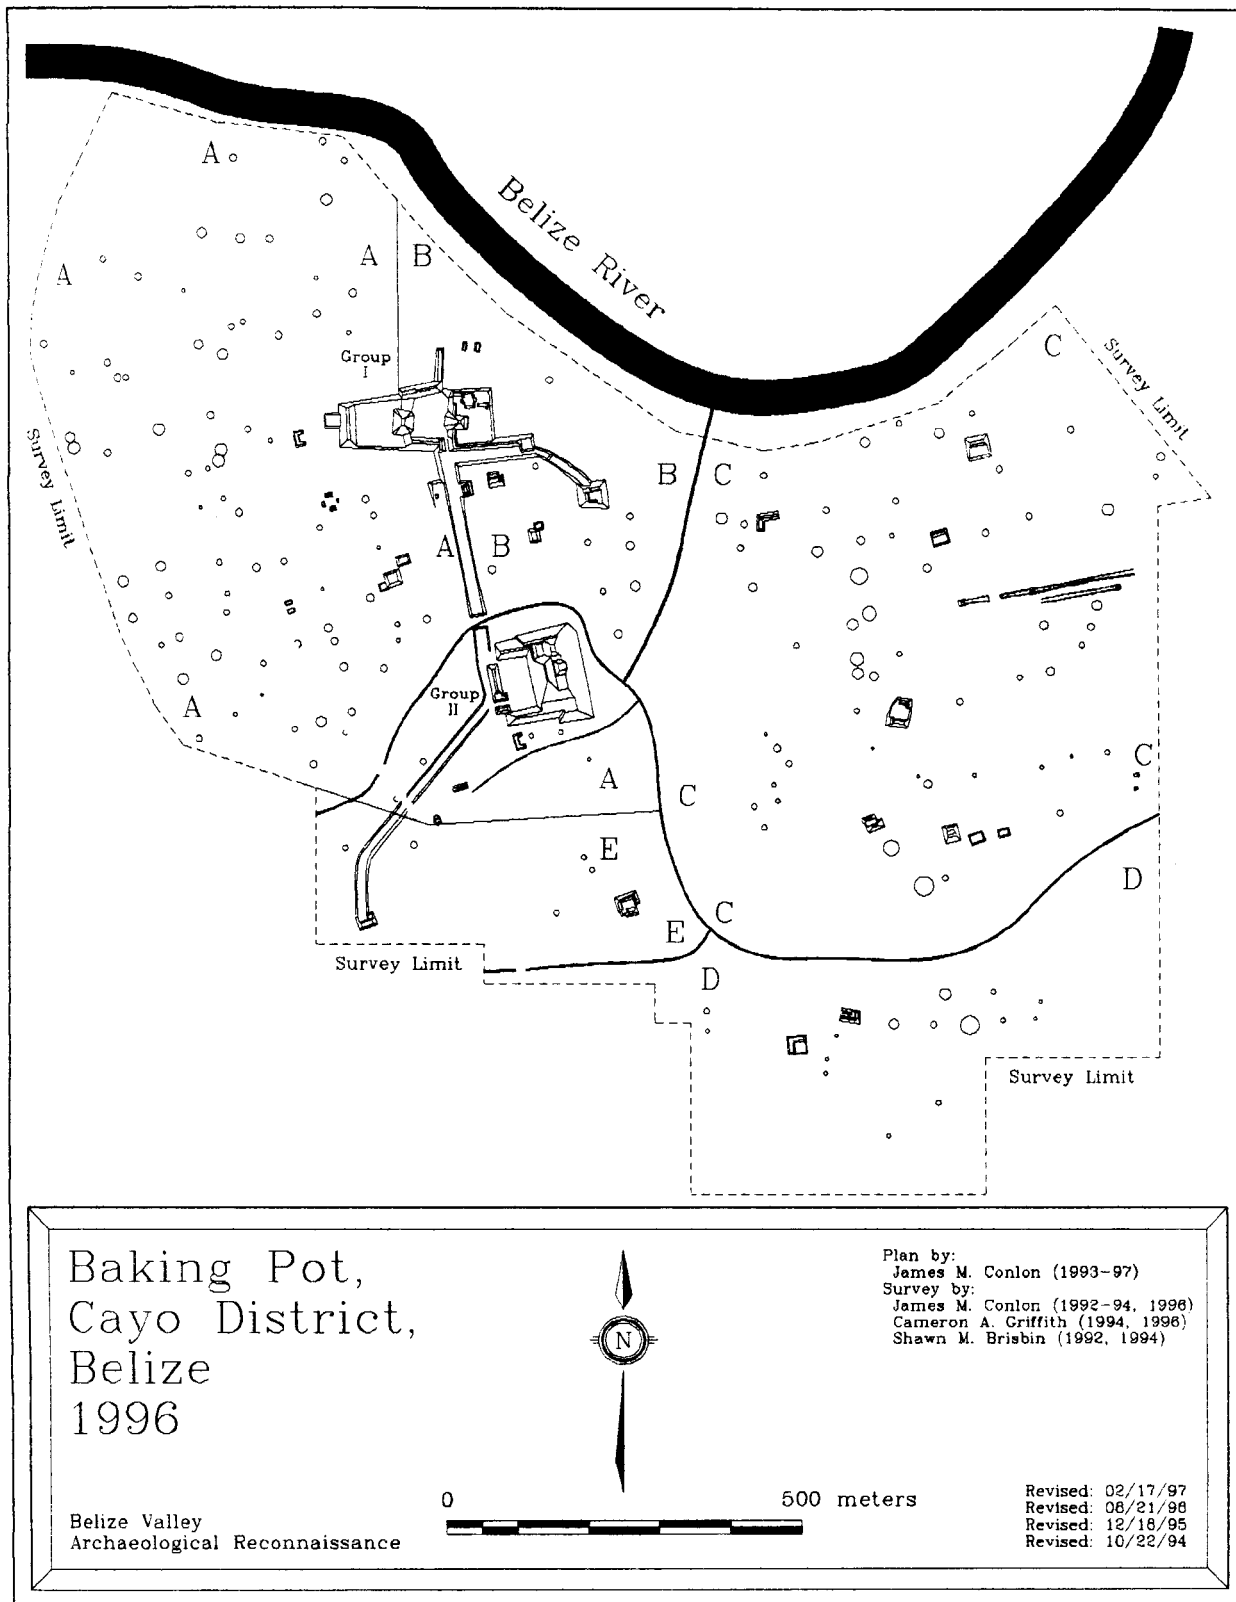 A
A
A
B
Belize River
C
Survey Limit
Group
I
Survey Limit
B
C
A
B
Group
II
A
A
C
C
E
D
E
C
Survey Limit
D
Survey Limit
Baking Pot,
Cayo District,
Belize
1996
Belize Valley
Archaeological Reconnaissance
N
0
500 meters
Plan by:
James M. Conlon (1993-97)
Survey by:
James M. Conlon (1992-94, 1996)
Cameron A. Griffith (1994, 1996)
Shawn M. Brisbin (1992, 1994)
Revised: 02/17/97
Revised: 08/21/96
Revised: 12/18/95
Revised: 10/22/94